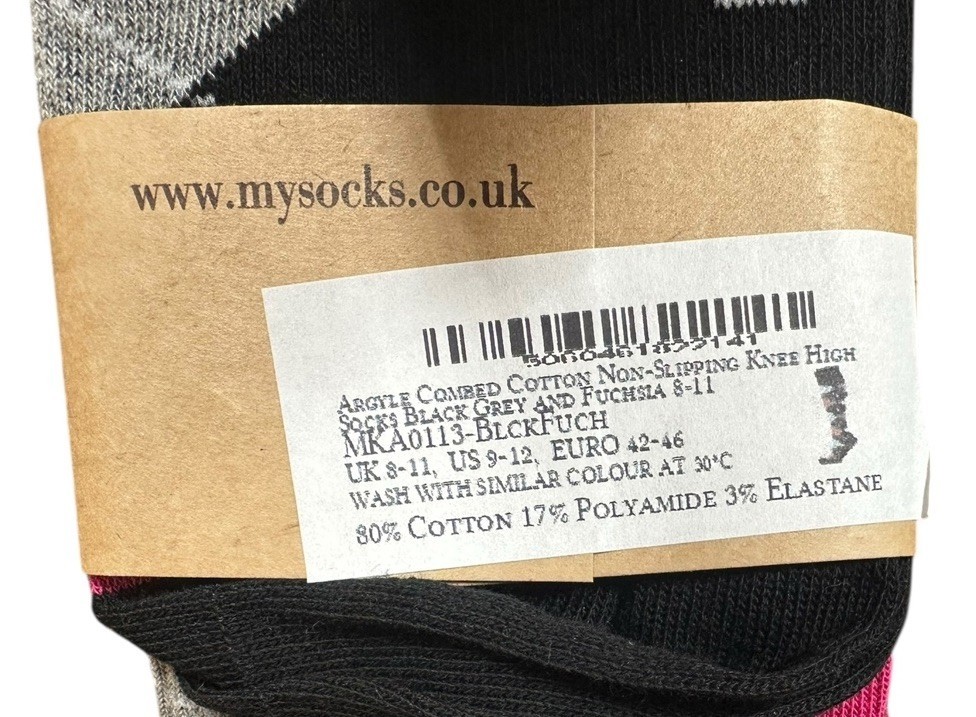 www.mysocks.co.uk
Argyle Combed Cotton Non-Slipping Knee High
Socks Black Grey and Fuchsia 8-11
MKA0113-BlckFuch
UK 8-11, US 9-12, EURO 42-46
WASH WITH SIMILAR COLOUR AT 30°C
80% Cotton 17% Polyamide 3% Elastane